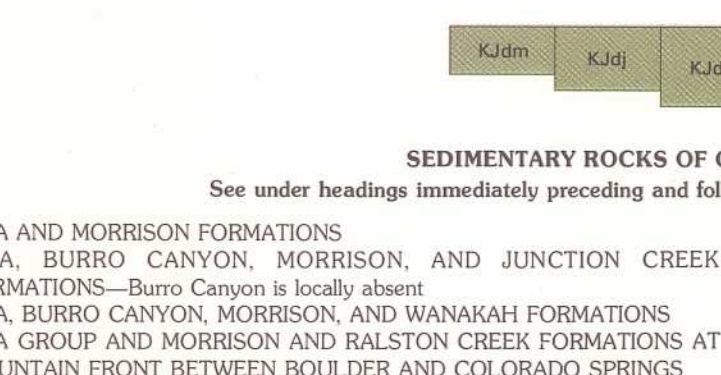 KJdm KJdj KJd
SEDIMENTARY ROCKS OF
See under headings immediately preceding and fol
A AND MORRISON FORMATIONS
A, BURRO CANYON, MORRISON, AND JUNCTION CREEK
RMATIONS—Burro Canyon is locally absent
A, BURRO CANYON, MORRISON, AND WANAKAH FORMATIONS
A GROUP AND MORRISON AND RALSTON CREEK FORMATIONS AT
UNTAIN FRONT BETWEEN BOULDER AND COLORADO SPRINGS